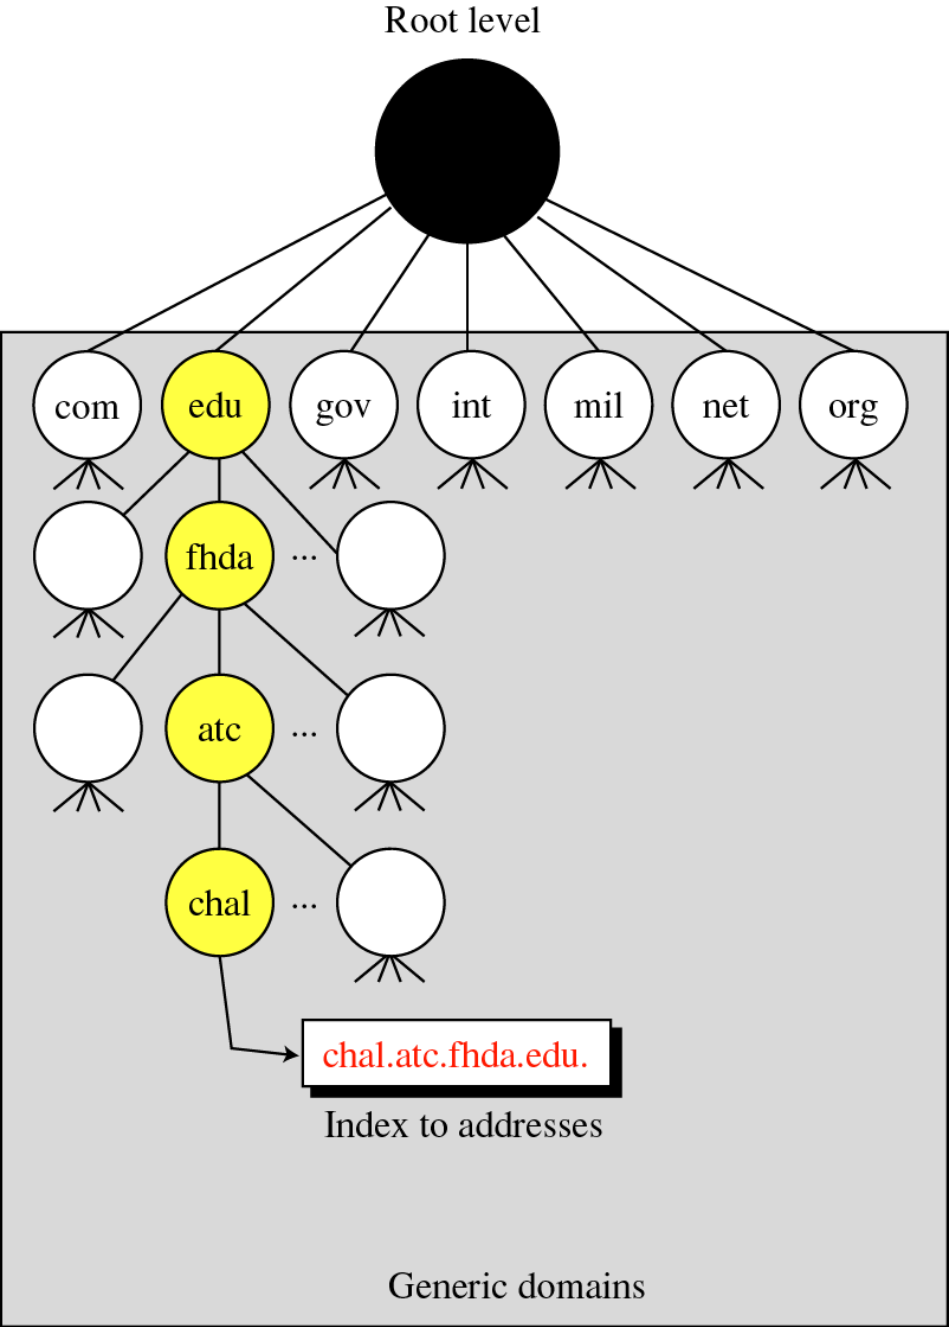 Root level
com edu gov int mil net org
fhda ...
atc ...
chal ...
chal.atc.fhda.edu.
Index to addresses
Generic domains